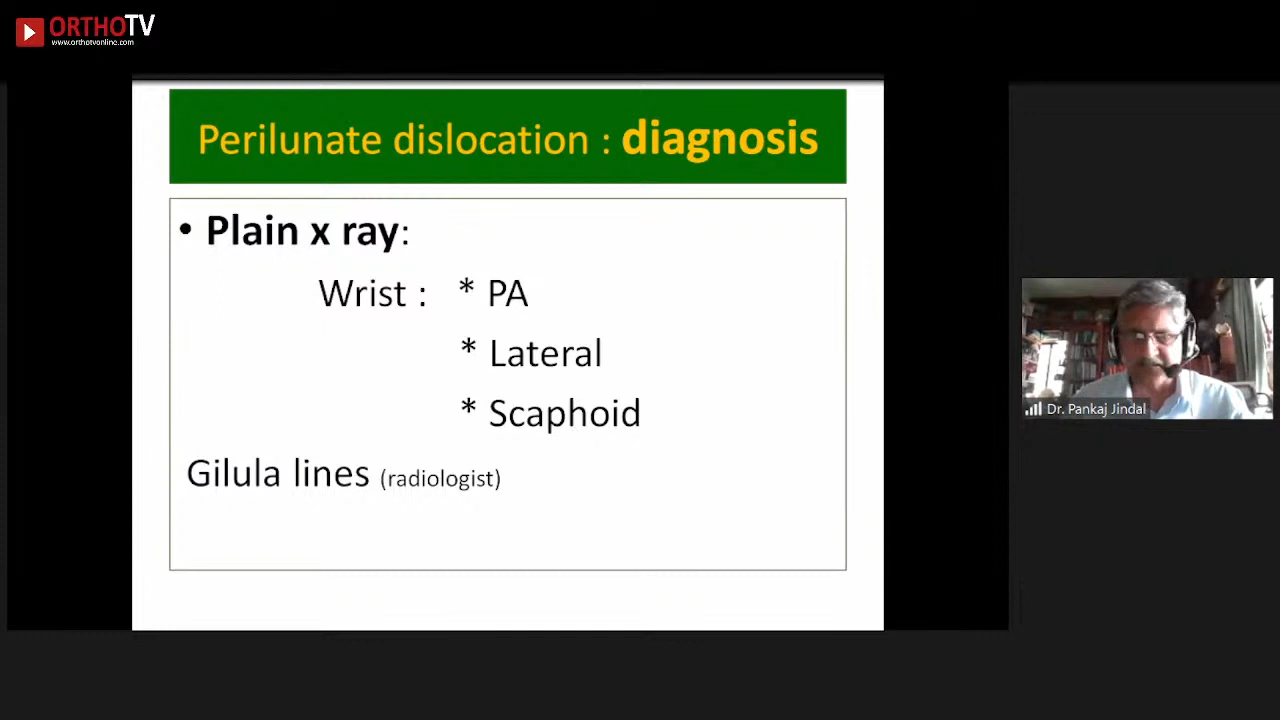 ORTHOTV
www.orthotvonline.com
Perilunate dislocation : diagnosis
• Plain x ray:
Wrist : * PA
* Lateral
* Scaphoid
Gilula lines (radiologist)
Dr. Pankaj Jindal